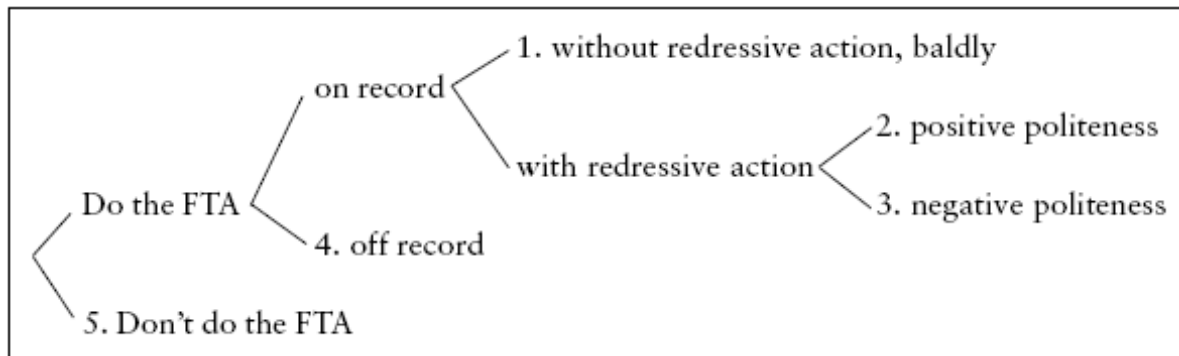 1. without redressive action, baldly
on record
2. positive politeness
with redressive action
Do the FTA
3. negative politeness
4. off record
5. Don't do the FTA